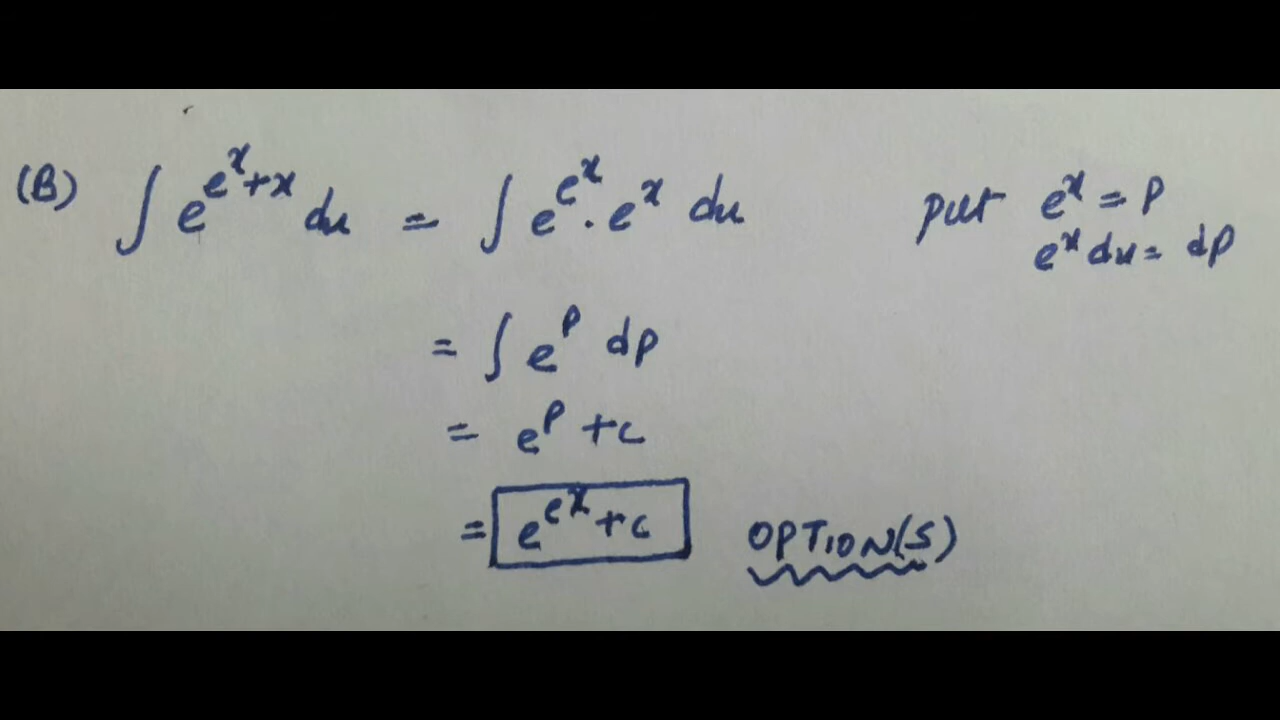 (B) ∫ e^{e^x+x} dx = ∫ e^{e^x} · e^x dx put e^x = p
e^x dx = dp
= ∫ e^p dp
= e^p + c
= e^{e^x} + c OPTION(S)